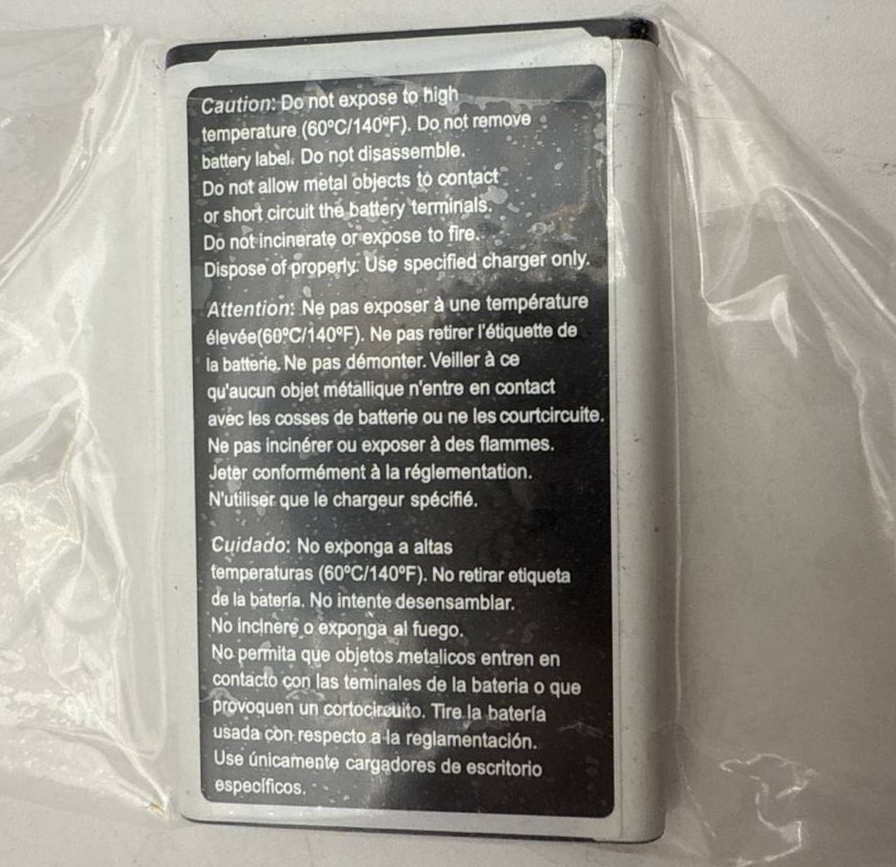 Caution: Do not expose to high
temperature (60ºC/140ºF). Do not remove
battery label. Do not disassemble.
Do not allow metal objects to contact
or short circuit the battery terminals.
Do not incinerate or expose to fire.
Dispose of properly. Use specified charger only.
Attention: Ne pas exposer à une température
élevée(60ºC/140ºF). Ne pas retirer l'étiquette de
la batterie. Ne pas démonter. Veiller à ce
qu'aucun objet métallique n'entre en contact
avec les cosses de batterie ou ne les courtcircuite.
Ne pas incinérer ou exposer à des flammes.
Jeter conformément à la réglementation.
N'utiliser que le chargeur spécifié.
Cuidado: No exponga a altas
temperaturas (60ºC/140ºF). No retirar etiqueta
de la batería. No intente desensamblar.
No incinere o exponga al fuego.
No permita que objetos metalicos entren en
contacto con las teminales de la bateria o que
provoquen un cortocircuito. Tire la batería
usada con respecto a la reglamentación.
Use únicamente cargadores de escritorio
específicos.